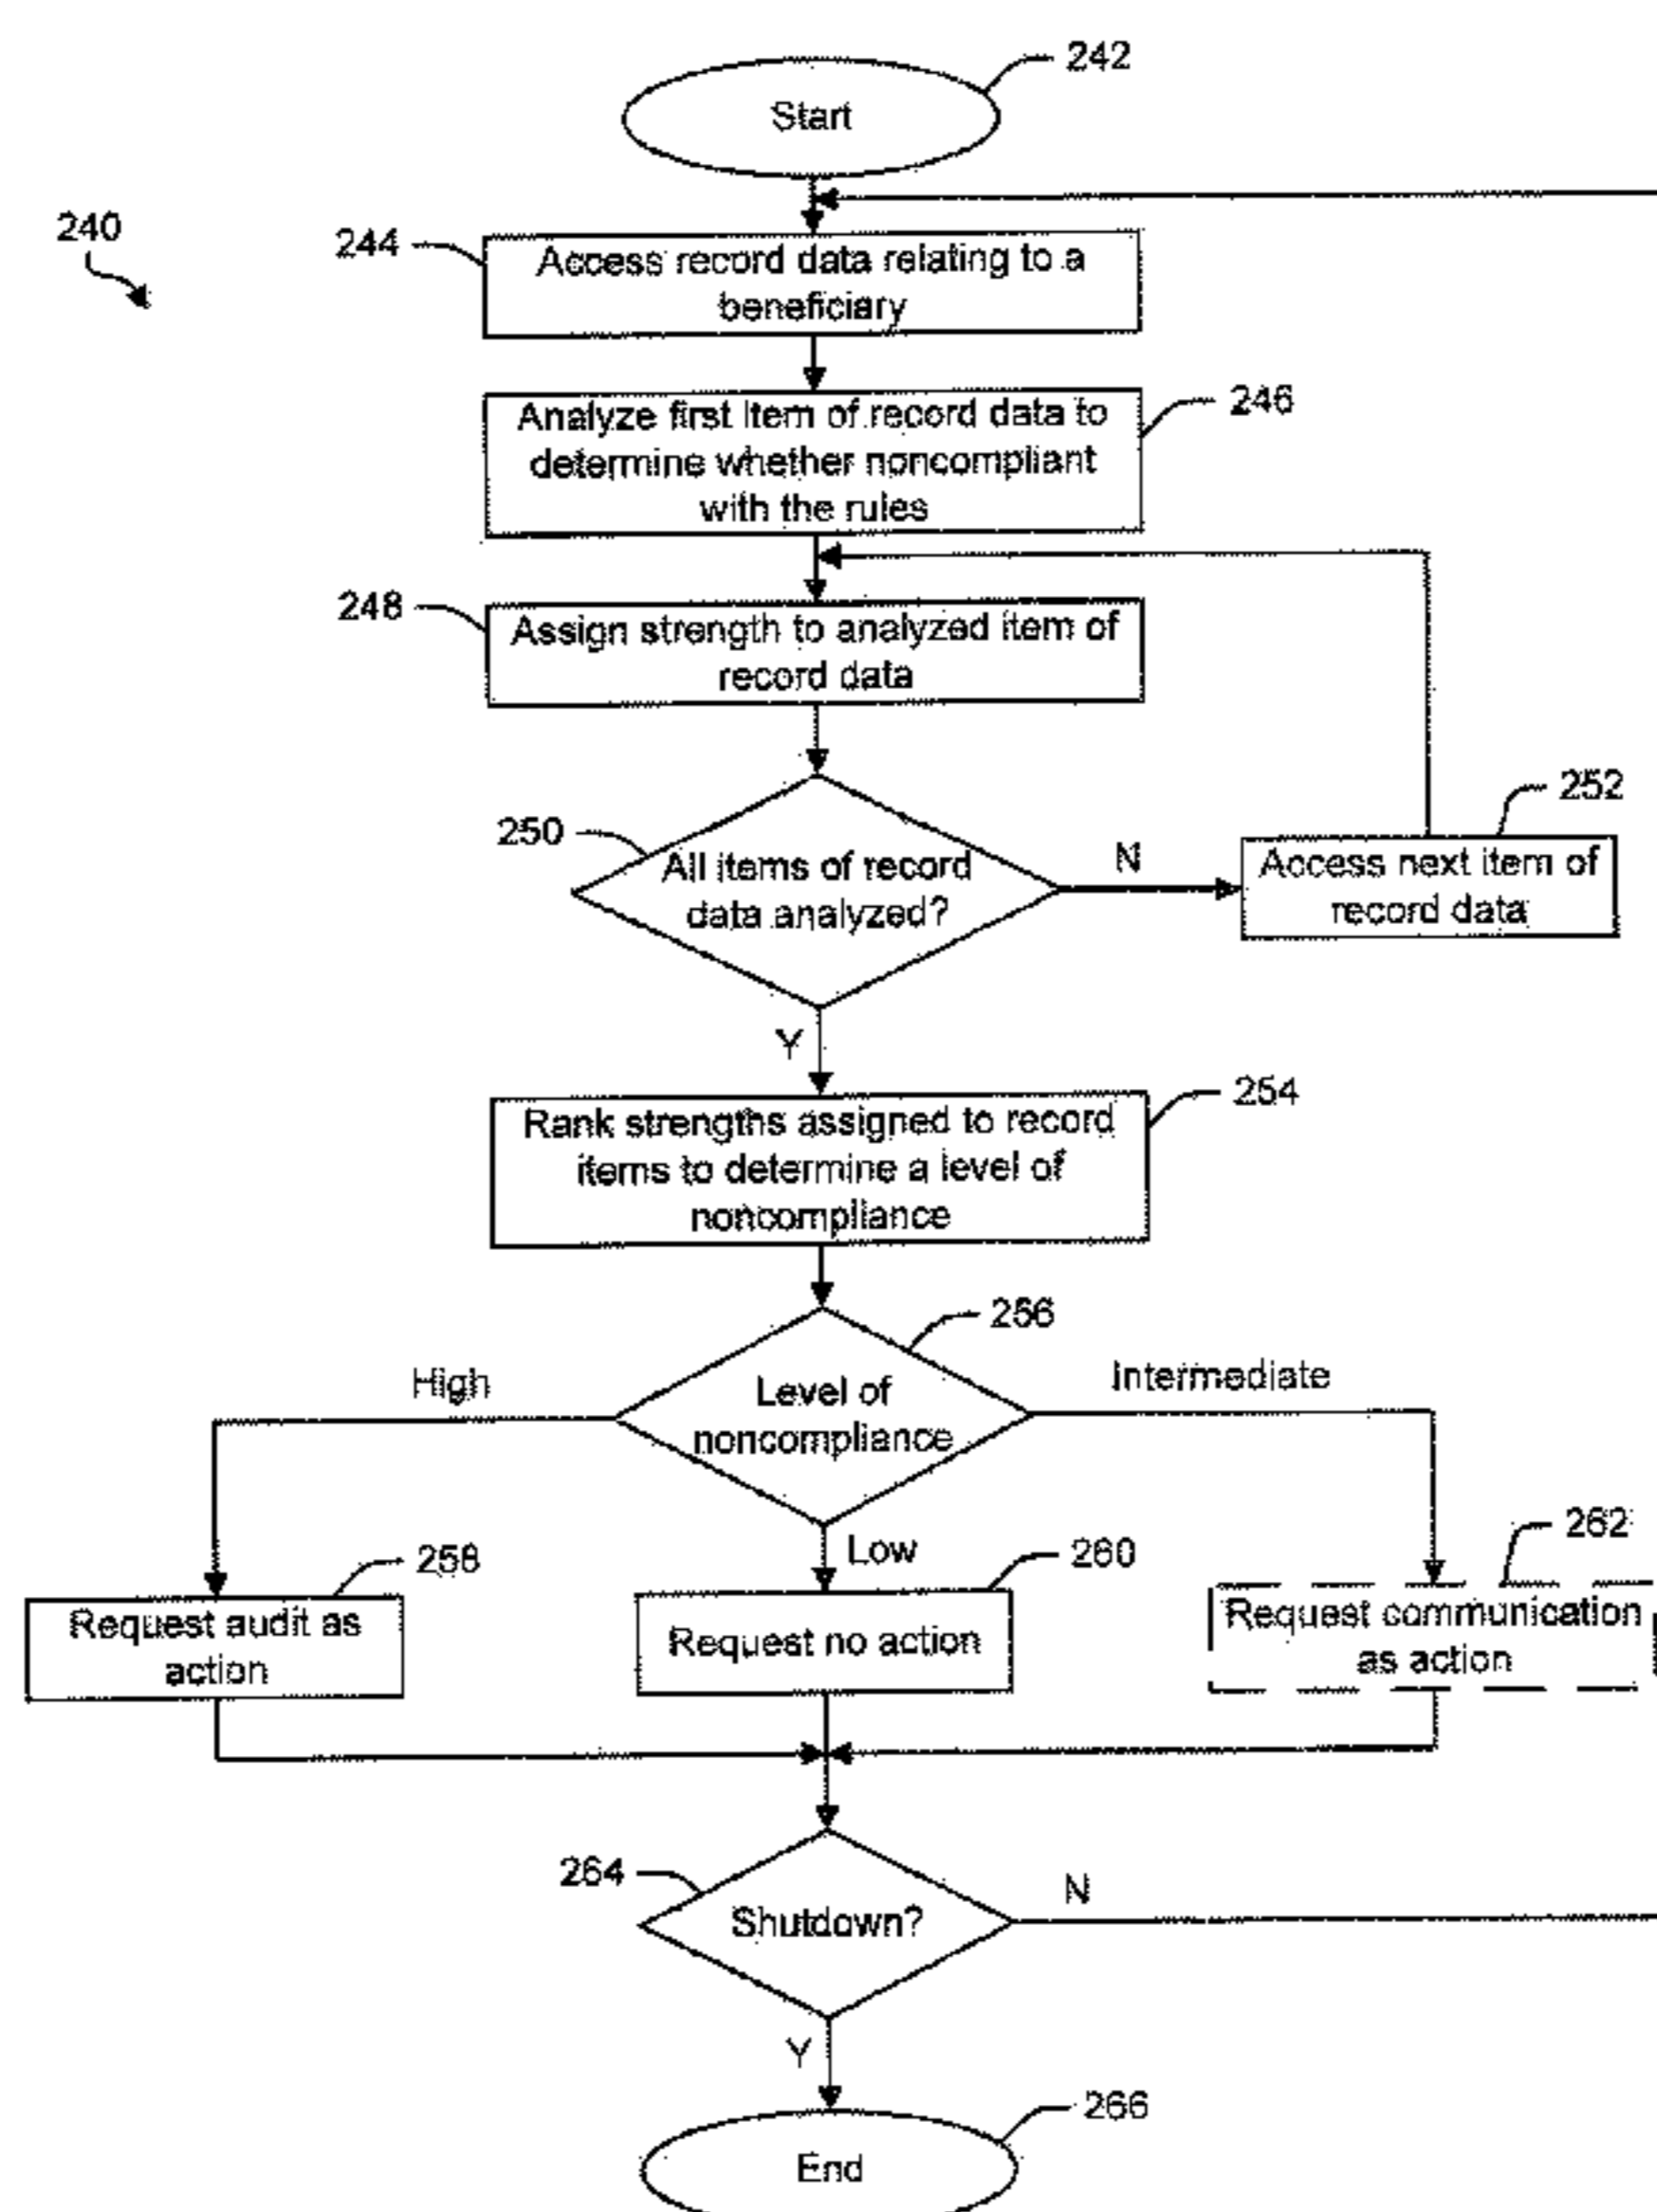 242
Start
240
244
Access record data relating to a
beneficiary
246
Analyze first item of record data to
determine whether noncompliant
with the rules
248
Assign strength to analyzed item of
record data
250
All items of record
data analyzed?
N
252
Access next item of
record data
Y
254
Rank strengths assigned to record
items to determine a level of
noncompliance
256
Level of
noncompliance
High
Intermediate
Low
258
Request audit as
action
260
Request no action
262
Request communication
as action
264
Shutdown?
N
Y
266
End